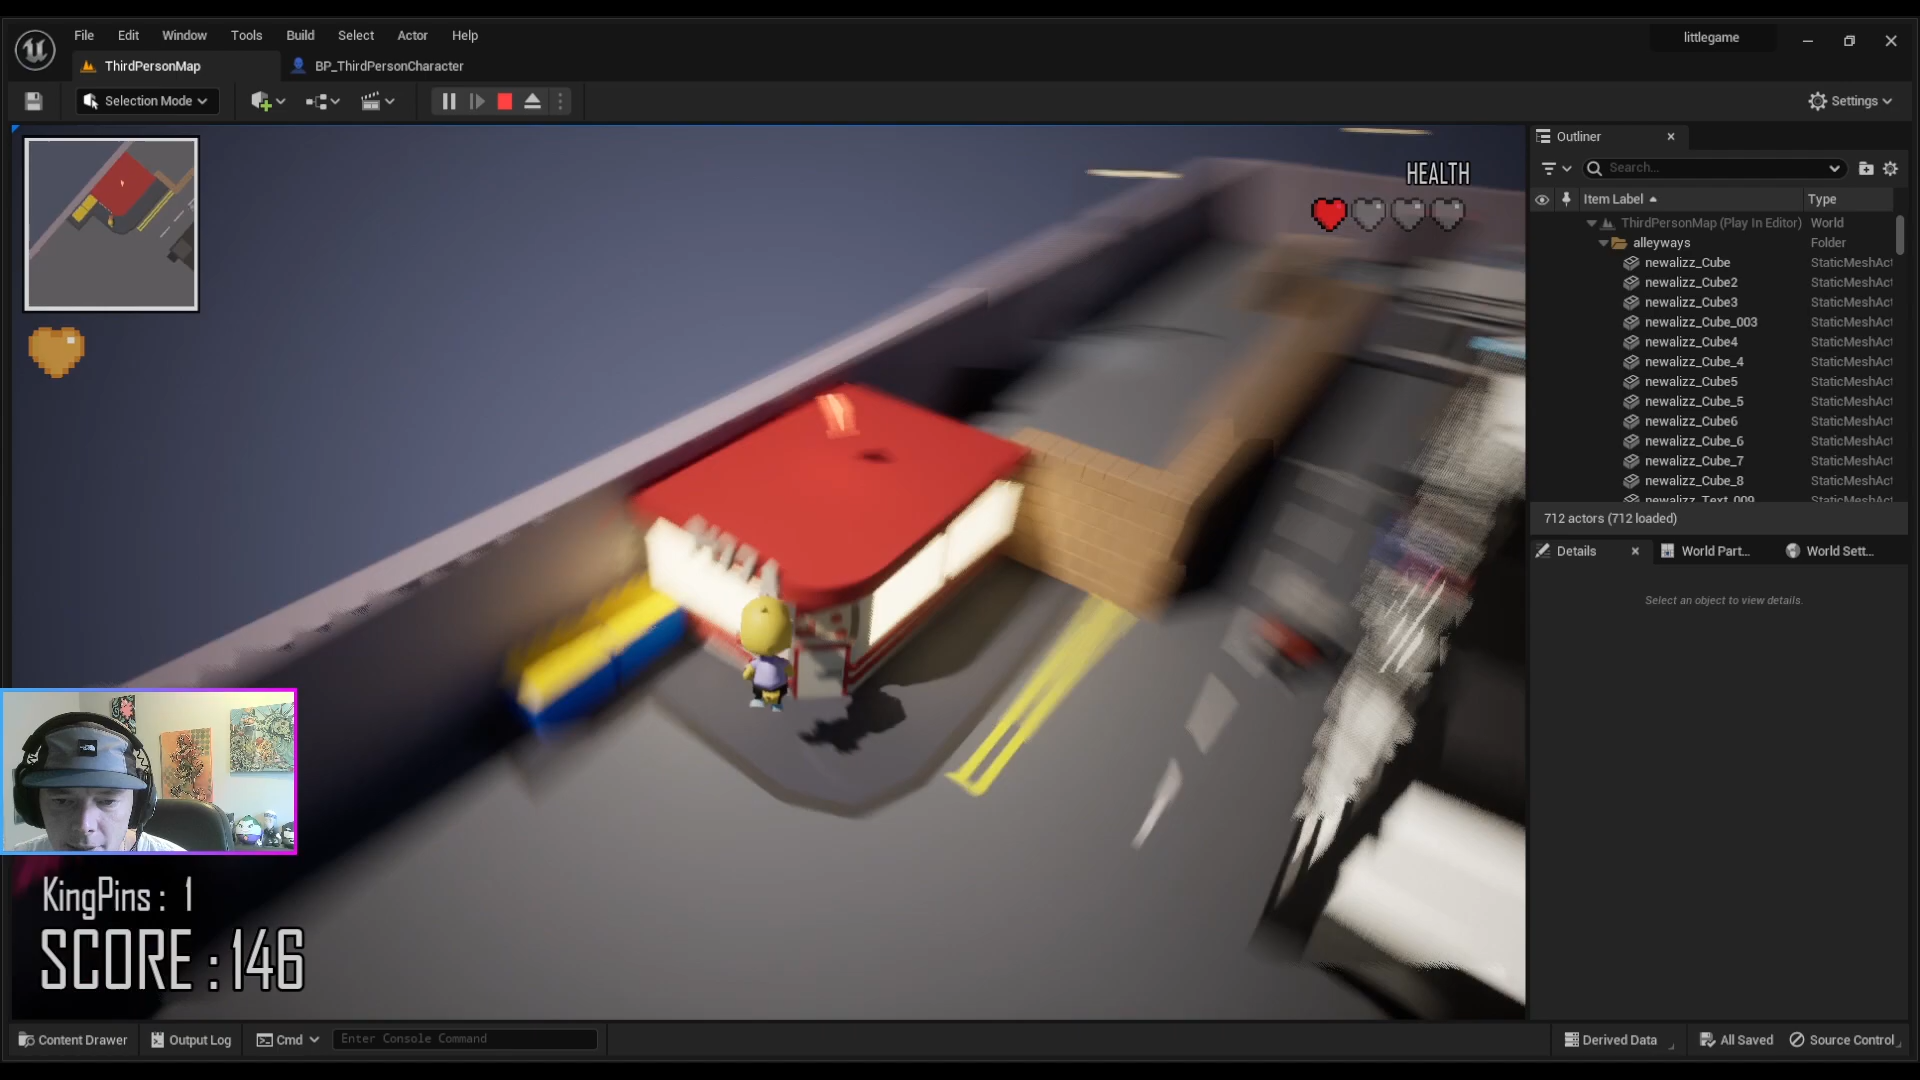 File Edit Window Tools Build Select Actor Help
littlegame
ThirdPersonMap
BP_ThirdPersonCharacter
Selection Mode
Settings
HEALTH
Outliner
Search...
Item Label
Type
ThirdPersonMap (Play In Editor) World
alleyways Folder
newalizz_Cube StaticMeshAct
newalizz_Cube2 StaticMeshAct
newalizz_Cube3 StaticMeshAct
newalizz_Cube_003 StaticMeshAct
newalizz_Cube4 StaticMeshAct
newalizz_Cube_4 StaticMeshAct
newalizz_Cube5 StaticMeshAct
newalizz_Cube_5 StaticMeshAct
newalizz_Cube6 StaticMeshAct
newalizz_Cube_6 StaticMeshAct
newalizz_Cube_7 StaticMeshAct
newalizz_Cube_8 StaticMeshAct
newalizz_Text_009 StaticMeshAct
712 actors (712 loaded)
Details
World Part...
World Sett...
Select an object to view details.
KingPins : 1
SCORE :146
Content Drawer
Output Log
Cmd
Enter Console Command
Derived Data
All Saved
Source Control